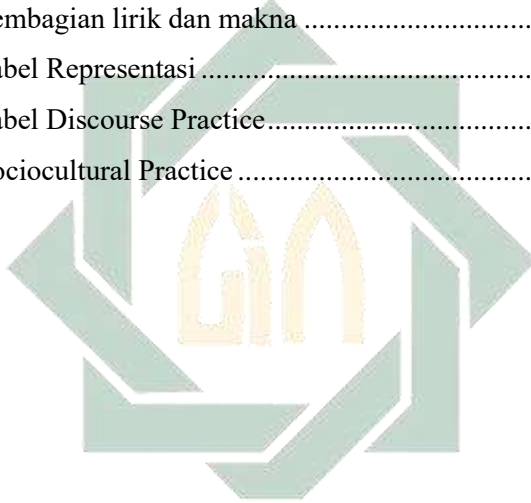 embagian lirik dan makna ...............................
abel Representasi ...............................................
abel Discourse Practice.....................................
ociocultural Practice .........................................